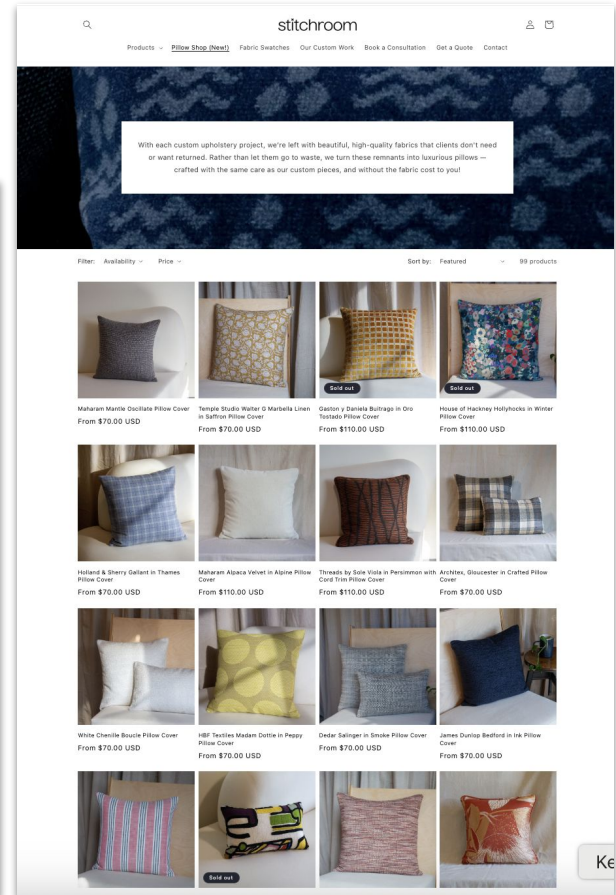 stitchroom
Products
Pillow Shop (New!)
Fabric Swatches
Our Custom Work
Book a Consultation
Get a Quote
Contact
With each custom upholstery project, we're left with beautiful, high-quality fabrics that clients don't need
or want returned. Rather than let them go to waste, we turn these remnants into luxurious pillows —
crafted with the same care as our custom pieces, and without the fabric cost to you!
Filter: Availability Price
Sort by: Featured
99 products
Sold out
Sold out
Maharam Mantle Oscillate Pillow Cover
From $70.00 USD
Temple Studio Walter G Marbella Linen
in Saffron Pillow Cover
From $70.00 USD
Gaston y Daniela Buitrago in Oro
Tostado Pillow Cover
From $110.00 USD
House of Hackney Hollyhocks in Winter
Pillow Cover
From $110.00 USD
Holland & Sherry Gallant in Thames
Pillow Cover
From $70.00 USD
Maharam Alpaca Velvet in Alpine Pillow
Cover
From $110.00 USD
Threads by Sole Viola in Persimmon with
Cord Trim Pillow Cover
From $110.00 USD
Architex, Gloucester in Crafted Pillow
Cover
From $70.00 USD
White Chenille Boucle Pillow Cover
From $70.00 USD
HBF Textiles Madam Dottie in Peppy
Pillow Cover
From $70.00 USD
Dedar Salinger in Smoke Pillow Cover
From $70.00 USD
James Dunlop Bedford in Ink Pillow
Cover
From $70.00 USD
Sold out
Ke